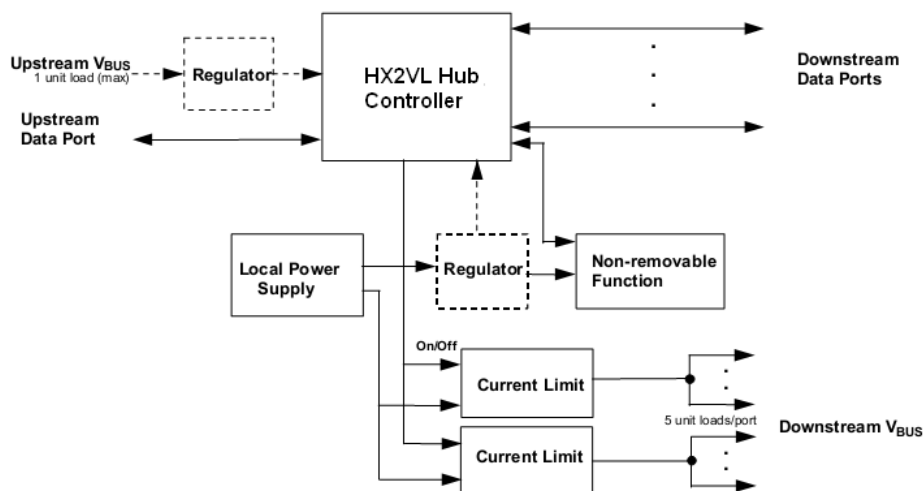 Upstream VBUS
1 unit load (max)
Regulator
HX2VL Hub
Controller
Downstream
Data Ports
Upstream
Data Port
Local Power
Supply
Regulator
Non-removable
Function
On/Off
Current Limit
5 unit loads/port
Downstream VBUS
Current Limit